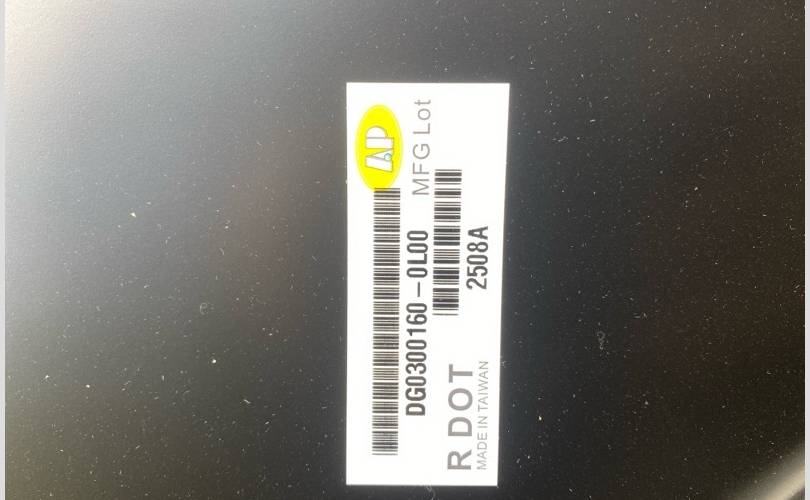 AP
DG0300160-0L00
MFG Lot
2508A
R DOT
MADE IN TAIWAN